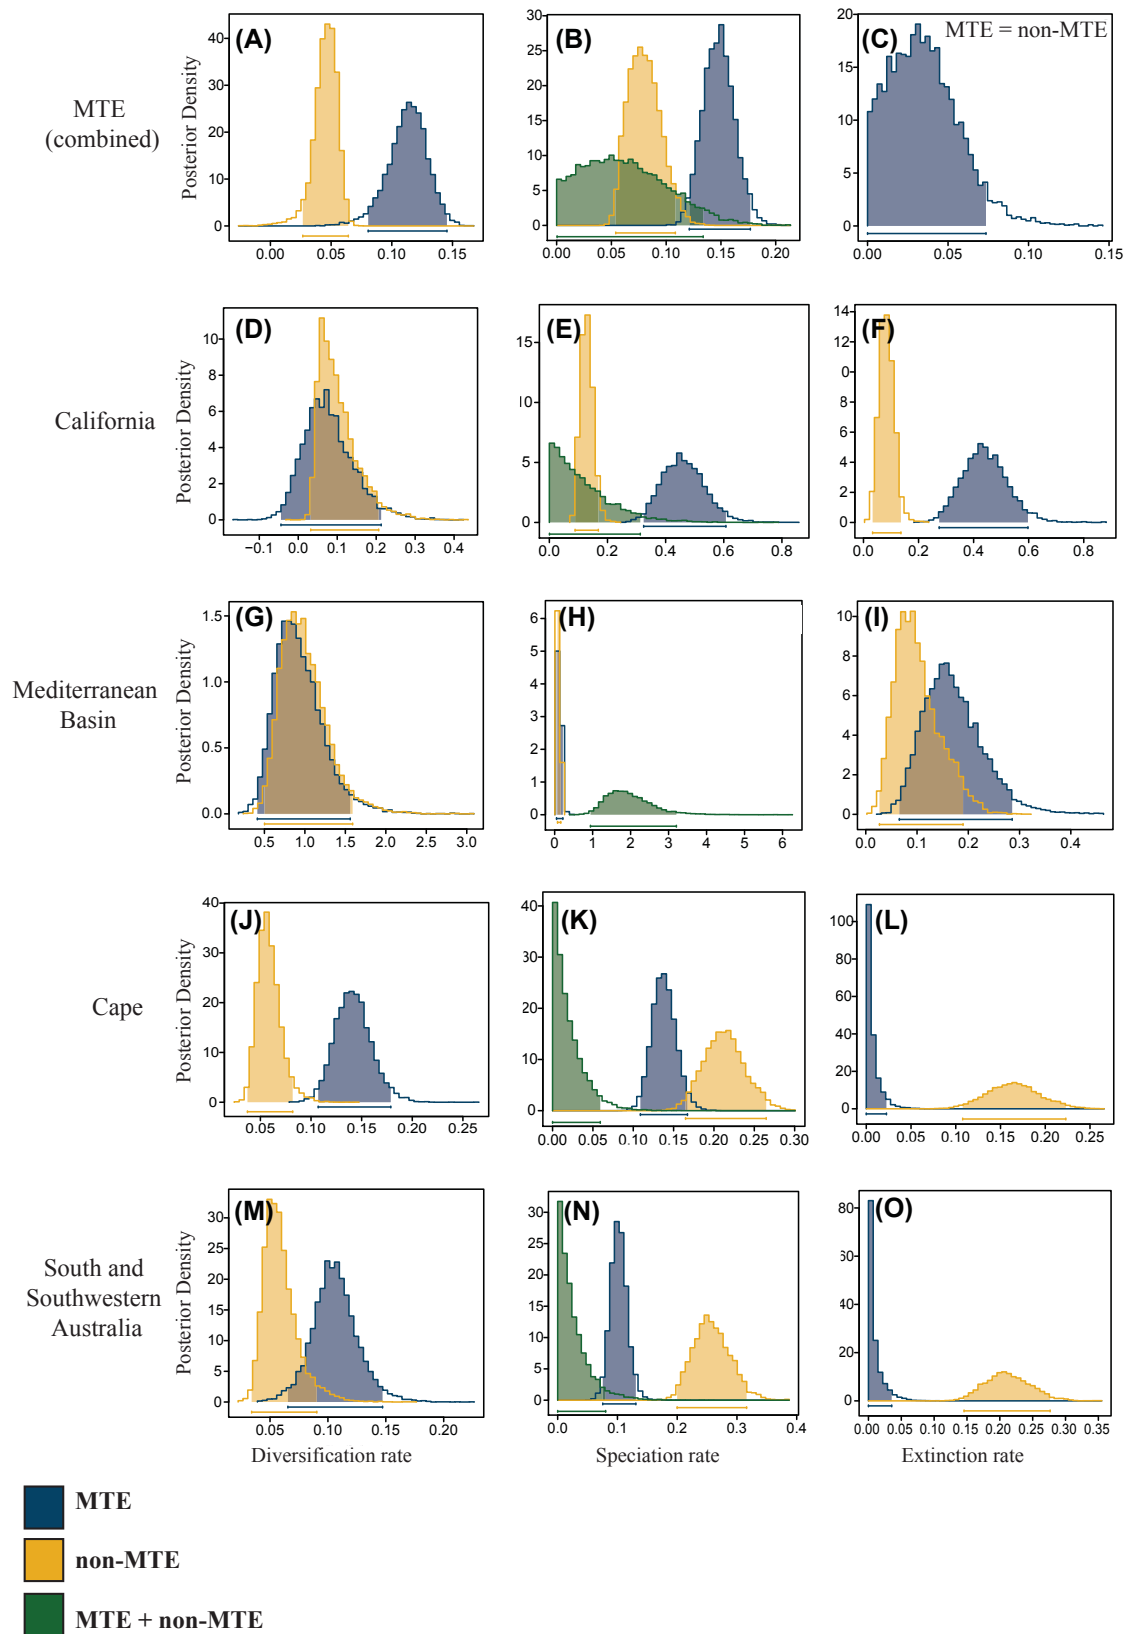 (A) (B) (C) MTE = non-MTE
MTE
(combined)
Posterior Density
40 30 20 10 0
0.00 0.05 0.10 0.15
30 25 20 15 10 5 0
0.00 0.05 0.10 0.15 0.20
20 15 10 5 0
0.00 0.05 0.10 0.15
(D) (E) (F)
California
Posterior Density
10 8 6 4 2 0
−0.1 0.0 0.1 0.2 0.3 0.4
15 10 5 0
0.0 0.2 0.4 0.6 0.8
14 12 0 8 6 4 2 0
0.0 0.2 0.4 0.6 0.8
(G) (H) (I)
Mediterranean
Basin
Posterior Density
1.5 1.0 0.5 0.0
0.5 1.0 1.5 2.0 2.5 3.0
6 5 4 3 2 1 0
0 1 2 3 4 5 6
10 8 6 4 2 0
0.0 0.1 0.2 0.3 0.4
(J) (K) (L)
Cape
Posterior Density
40 30 20 10 0
0.05 0.10 0.15 0.20 0.25
40 30 20 10 0
0.00 0.05 0.10 0.15 0.20 0.25 0.30
100 80 60 40 20 0
0.00 0.05 0.10 0.15 0.20 0.25
(M) (N) (O)
South and
Southwestern
Australia
Posterior Density
30 25 20 15 10 5 0
0.05 0.10 0.15 0.20
30 25 20 15 10 5 0
0.0 0.1 0.2 0.3 0.4
80 60 40 20 0
0.00 0.05 0.10 0.15 0.20 0.25 0.30 0.35
Diversification rate
Speciation rate
Extinction rate
MTE
non-MTE
MTE + non-MTE